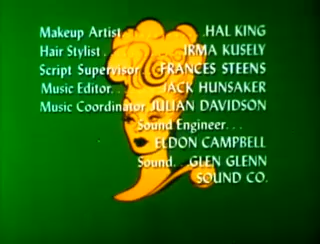 Makeup Artist . HAL KING
Hair Stylist . IRMA KUSELY
Script Supervisor . . FRANCES STEENS
Music Editor. . . JACK HUNSAKER
Music Coordinator JULIAN DAVIDSON
Sound Engineer. . .
ELDON CAMPBELL
Sound. . GLEN GLENN
SOUND CO.